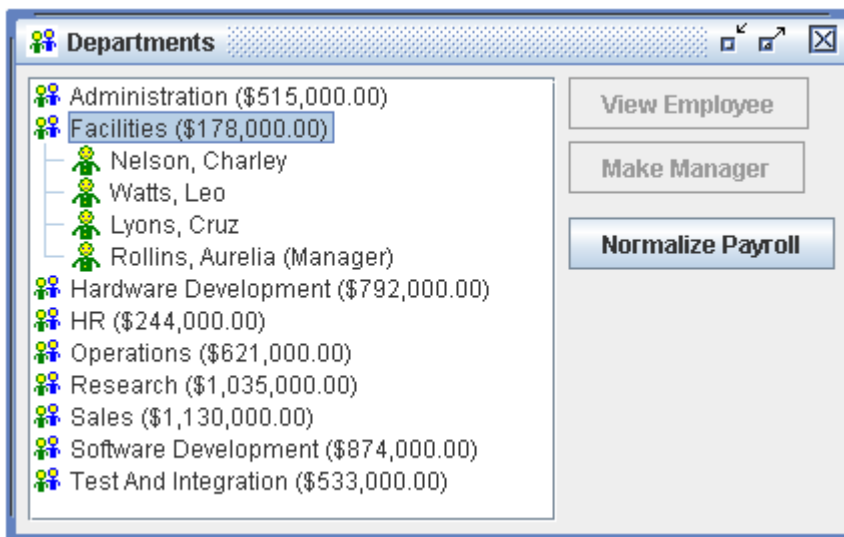 Departments
Administration ($515,000.00)
Facilities ($178,000.00)
Nelson, Charley
Watts, Leo
Lyons, Cruz
Rollins, Aurelia (Manager)
Hardware Development ($792,000.00)
HR ($244,000.00)
Operations ($621,000.00)
Research ($1,035,000.00)
Sales ($1,130,000.00)
Software Development ($874,000.00)
Test And Integration ($533,000.00)
View Employee
Make Manager
Normalize Payroll